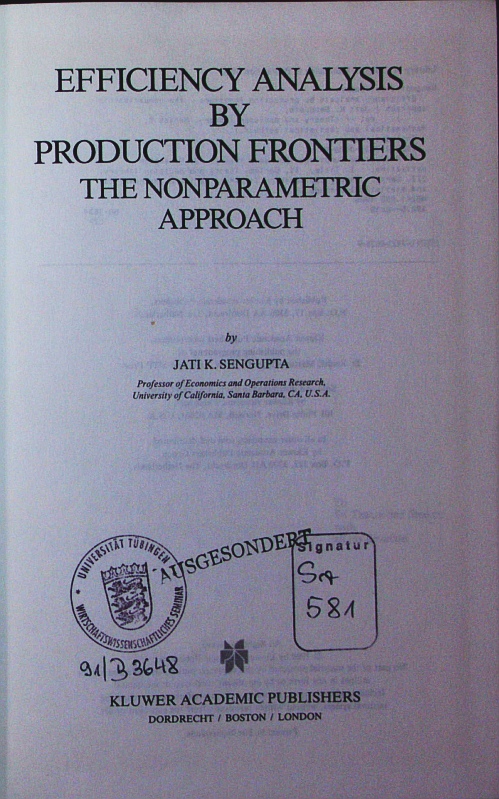 EFFICIENCY ANALYSIS
BY
PRODUCTION FRONTIERS
THE NONPARAMETRIC
APPROACH
by
JATI K. SENGUPTA
Professor of Economics and Operations Research,
University of California, Santa Barbara, CA, U.S.A.
UNIVERSITÄT TÜBINGEN
WIRTSCHAFTSWISSENSCHAFTLICHES SEMINAR
AUSGESONDERT
Signatur
581
91/B 3648
KLUWER ACADEMIC PUBLISHERS
DORDRECHT / BOSTON / LONDON